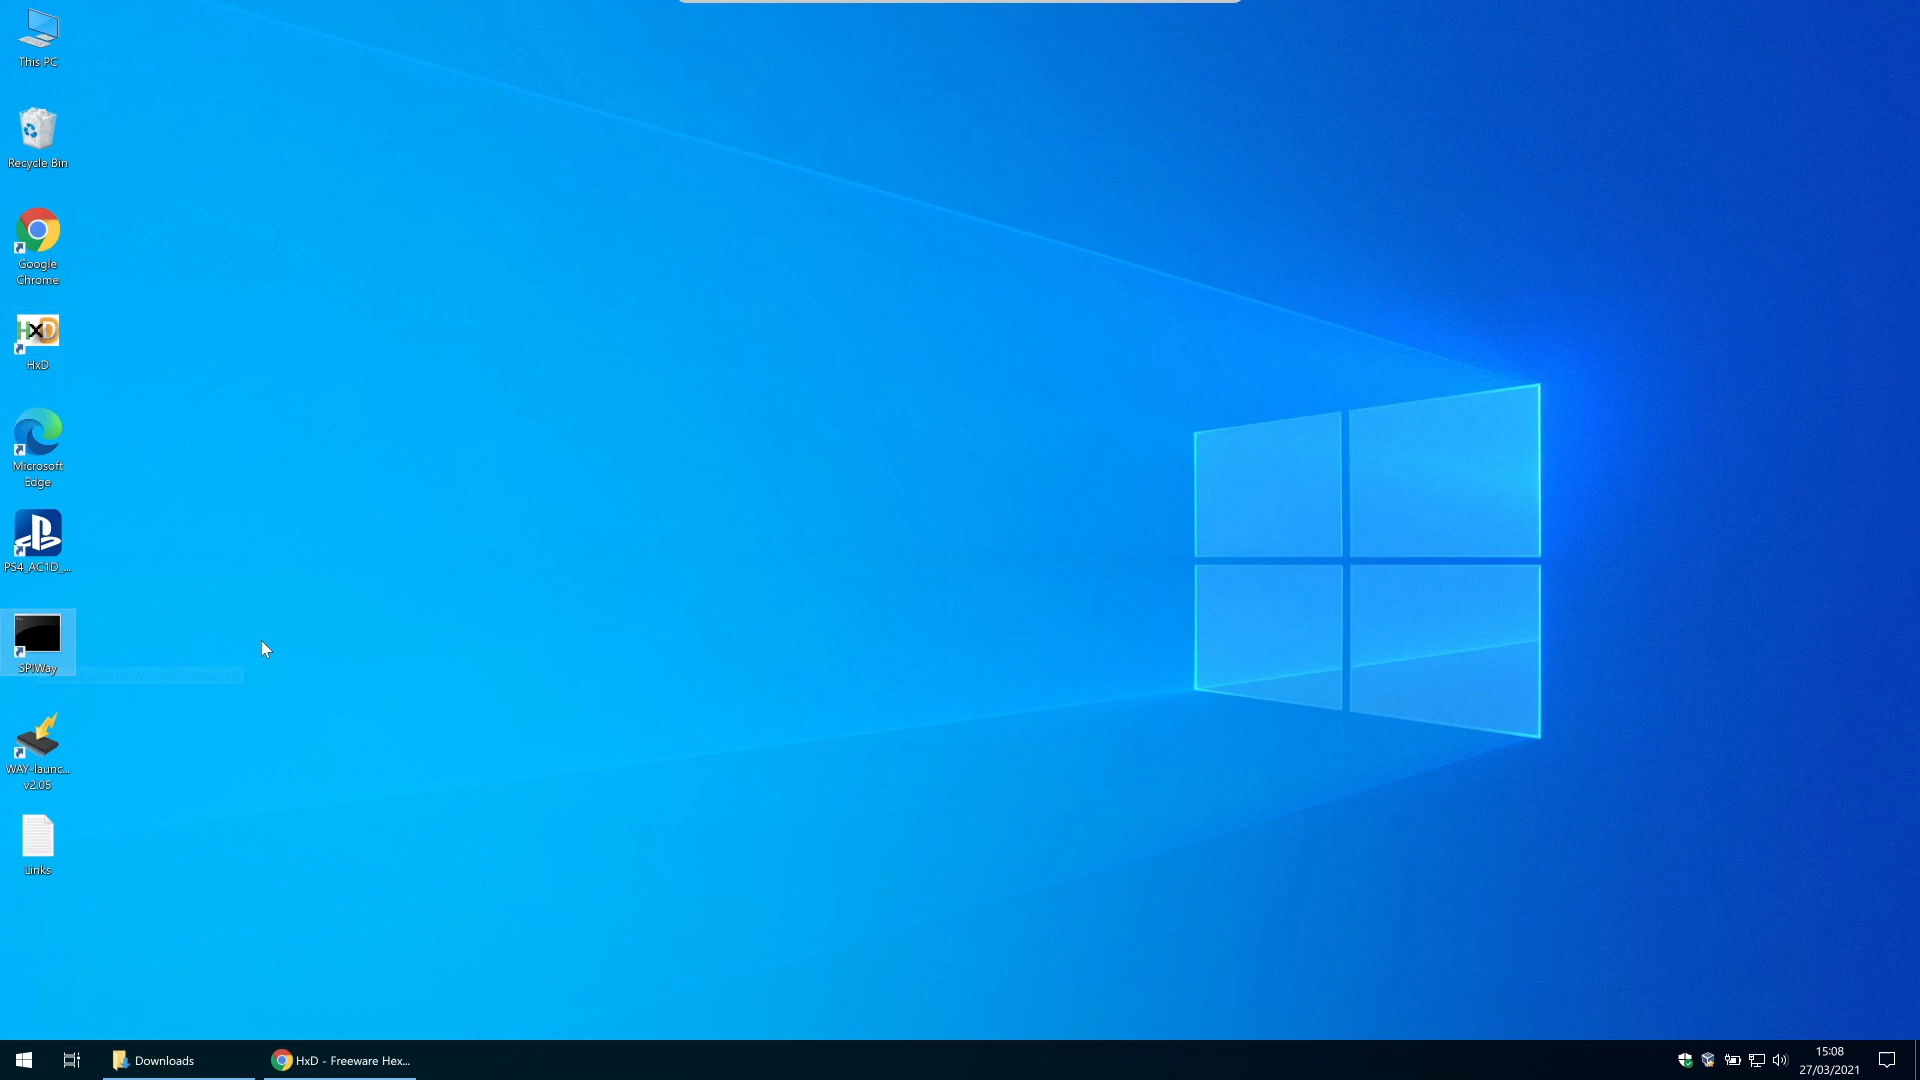 This PC
Recycle Bin
Google
Chrome
HxD
HxD
Microsoft
Edge
PS4_AC1D_...
SPIWay
WAY-launc...
v2.05
Links
Downloads
HxD - Freeware Hex...
15:08
27/03/2021